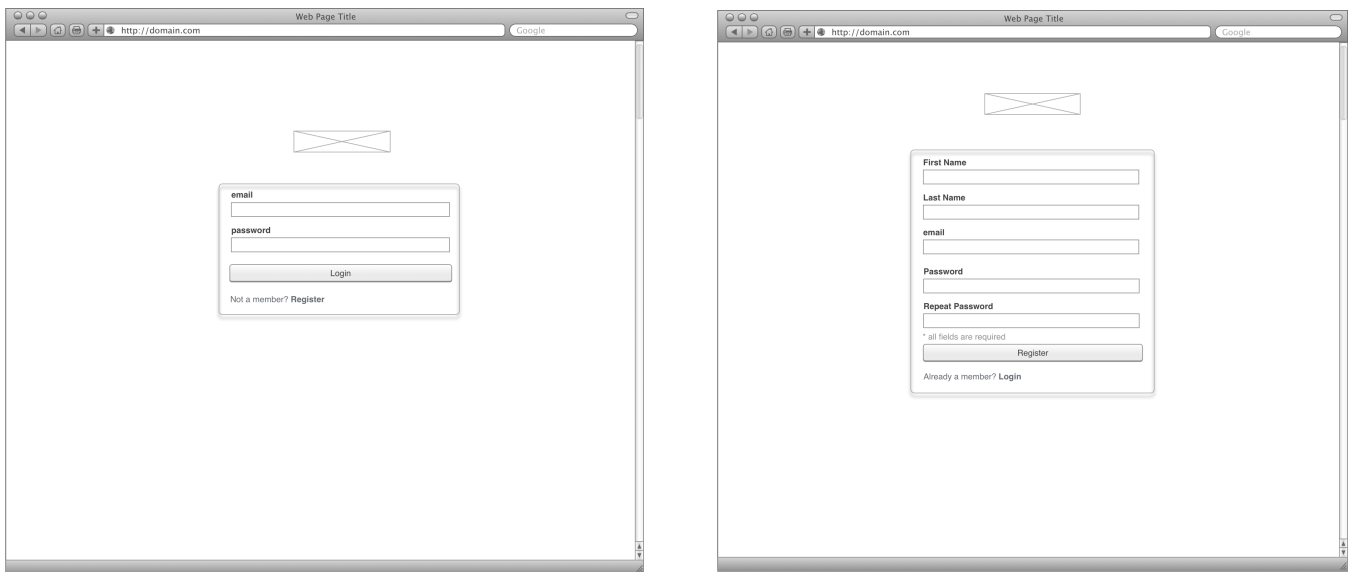 Web Page Title
http://domain.com
Google
email
password
Login
Not a member? Register
Web Page Title
http://domain.com
Google
First Name
Last Name
email
Password
Repeat Password
* all fields are required
Register
Already a member? Login